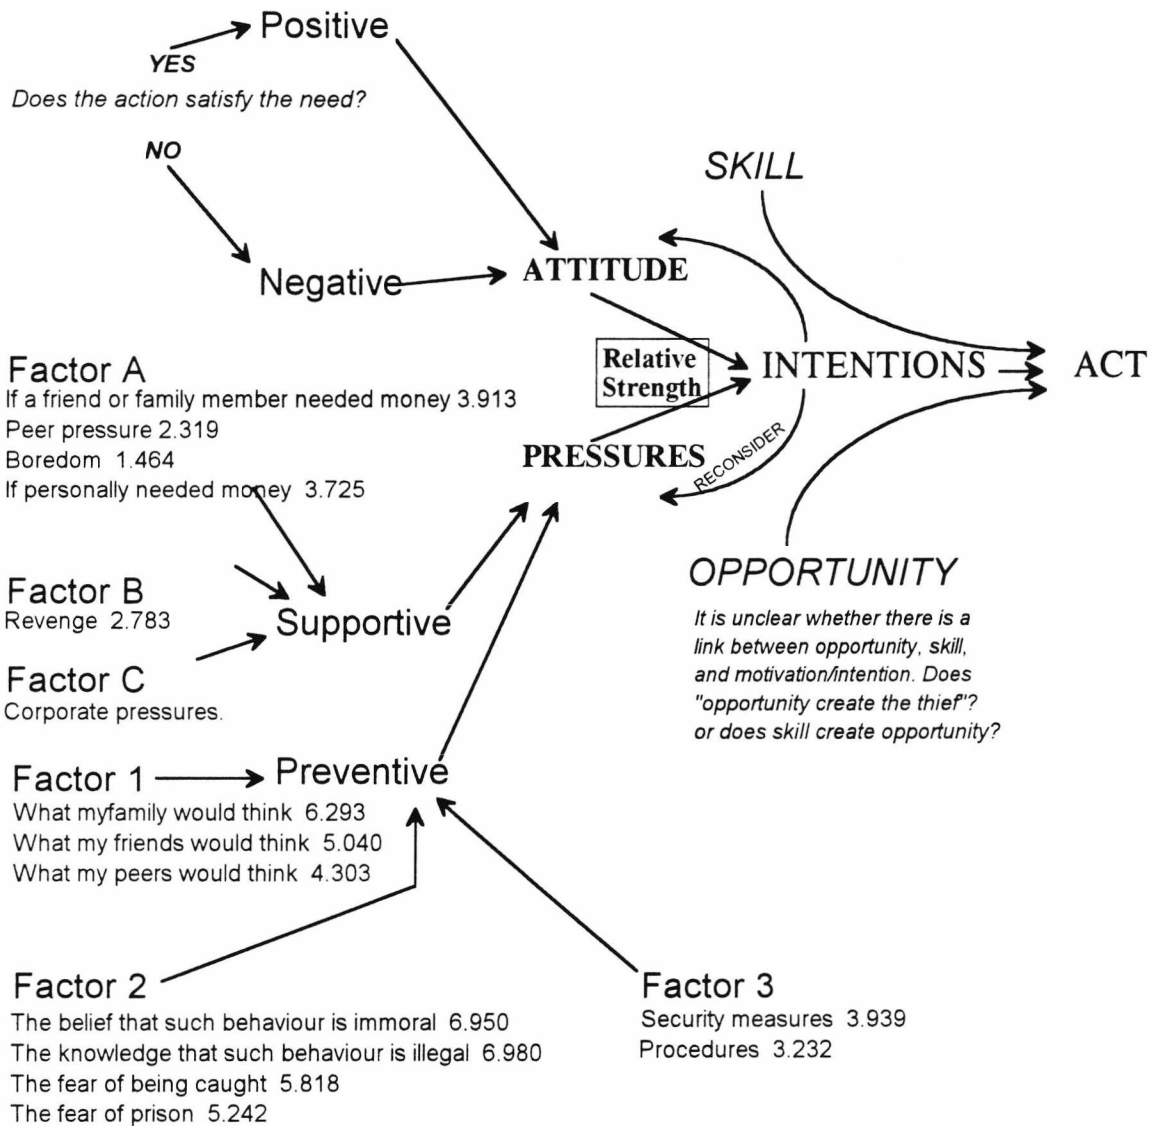 Positive
YES
Does the action satisfy the need?
NO
Negative
SKILL
ATTITUDE
Relative
Strength
INTENTIONS
ACT
PRESSURES
RECONSIDER
Factor A
If a friend or family member needed money 3.913
Peer pressure 2.319
Boredom 1.464
If personally needed money 3.725
Factor B
Revenge 2.783
Supportive
Factor C
Corporate pressures.
OPPORTUNITY
It is unclear whether there is a
link between opportunity, skill,
and motivation/intention. Does
"opportunity create the thief"?
or does skill create opportunity?
Factor 1
Preventive
What myfamily would think 6.293
What my friends would think 5.040
What my peers would think 4.303
Factor 2
The belief that such behaviour is immoral 6.950
The knowledge that such behaviour is illegal 6.980
The fear of being caught 5.818
The fear of prison 5.242
Factor 3
Security measures 3.939
Procedures 3.232